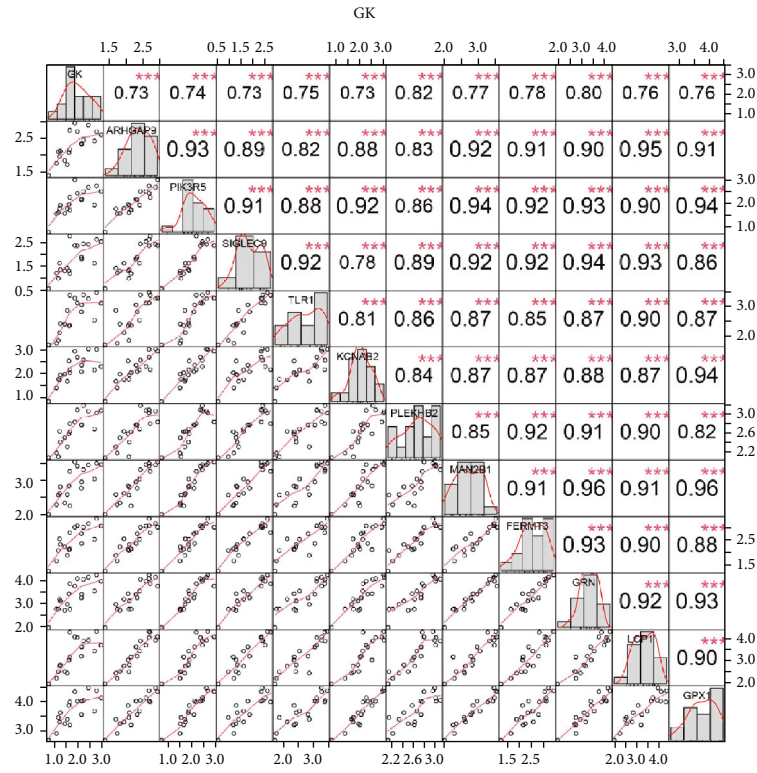 GK
1.5 2.5 0.5 1.5 2.5 1.0 2.0 3.0 2.0 3.0 2.0 3.0 4.0 3.0 4.0
GK *** *** *** *** *** *** *** *** *** *** ***
0.73 0.74 0.73 0.75 0.73 0.82 0.77 0.78 0.80 0.76 0.76
1.0 2.0 3.0
ARHGAP9 *** *** *** *** *** *** *** *** *** ***
1.5 2.5 0.93 0.89 0.82 0.88 0.83 0.92 0.91 0.90 0.95 0.91
PIK3R5 *** *** *** *** *** *** *** *** ***
0.91 0.88 0.92 0.86 0.94 0.92 0.93 0.90 0.94
1.0 2.0 3.0
SIGLEC9 *** *** *** *** *** *** *** ***
0.5 1.5 2.5 0.92 0.78 0.89 0.92 0.92 0.94 0.93 0.86
TLR1 *** *** *** *** *** *** ***
0.81 0.86 0.87 0.85 0.87 0.90 0.87
2.0 3.0
KCNAB2 *** *** *** *** *** ***
1.0 2.0 3.0 0.84 0.87 0.87 0.88 0.87 0.94
PLEKHB2 *** *** *** *** ***
0.85 0.92 0.91 0.90 0.82
2.2 2.6 3.0
MAN2B1 *** *** *** ***
2.0 3.0 0.91 0.96 0.91 0.96
FERMT3 *** *** ***
0.93 0.90 0.88
1.5 2.5
GRN *** ***
2.0 3.0 4.0 0.92 0.93
LCP1 ***
0.90
2.0 3.0 4.0
GPX1
3.0 4.0
1.0 2.0 3.0 1.0 2.0 3.0 2.0 3.0 2.2 2.6 3.0 1.5 2.5 2.0 3.0 4.0